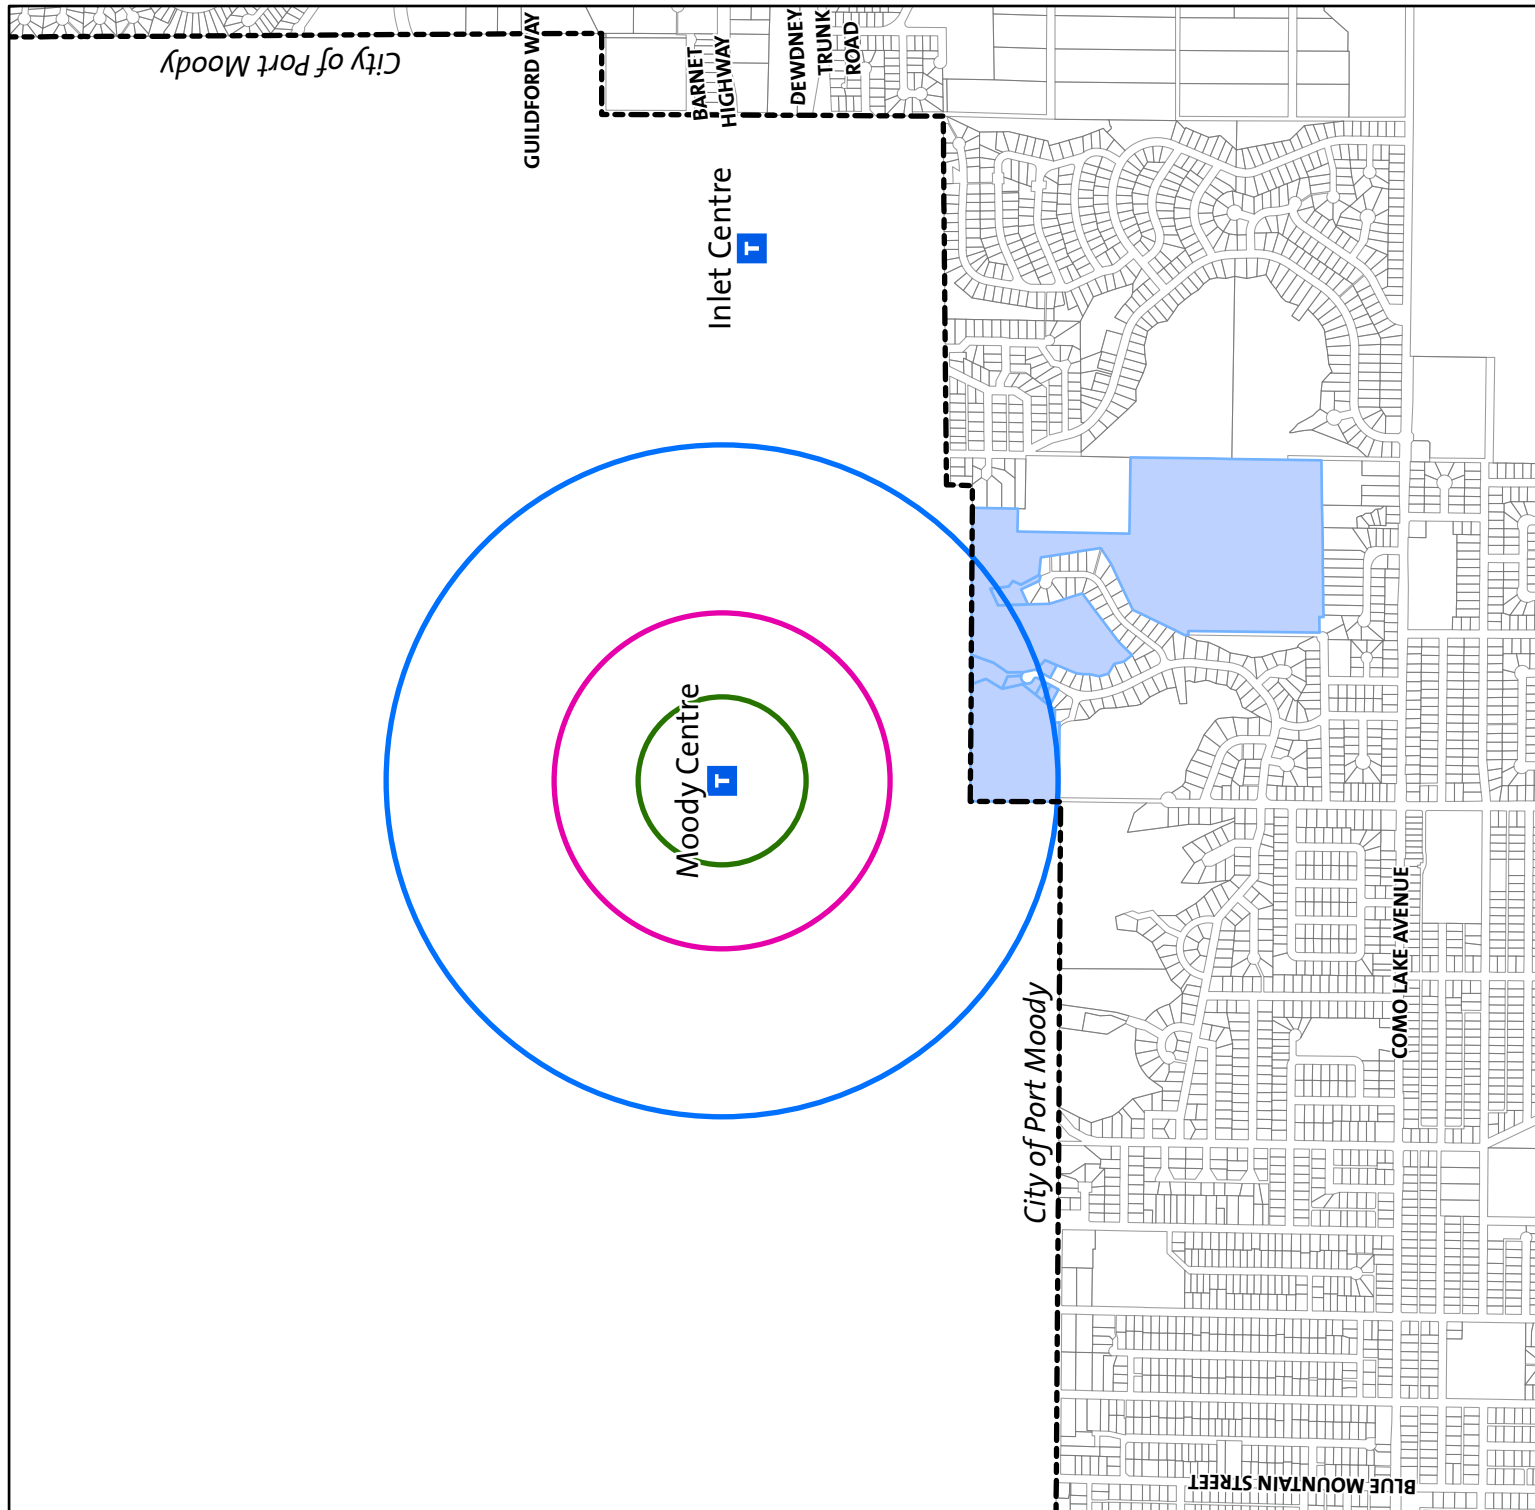 City of Port Moody
GUILDFORD WAY
BARNET
HIGHWAY
DEWDNEY
TRUNK
ROAD
Inlet Centre
T
Moody Centre
T
City of Port Moody
COMO LAKE AVENUE
BLUE MOUNTAIN STREET